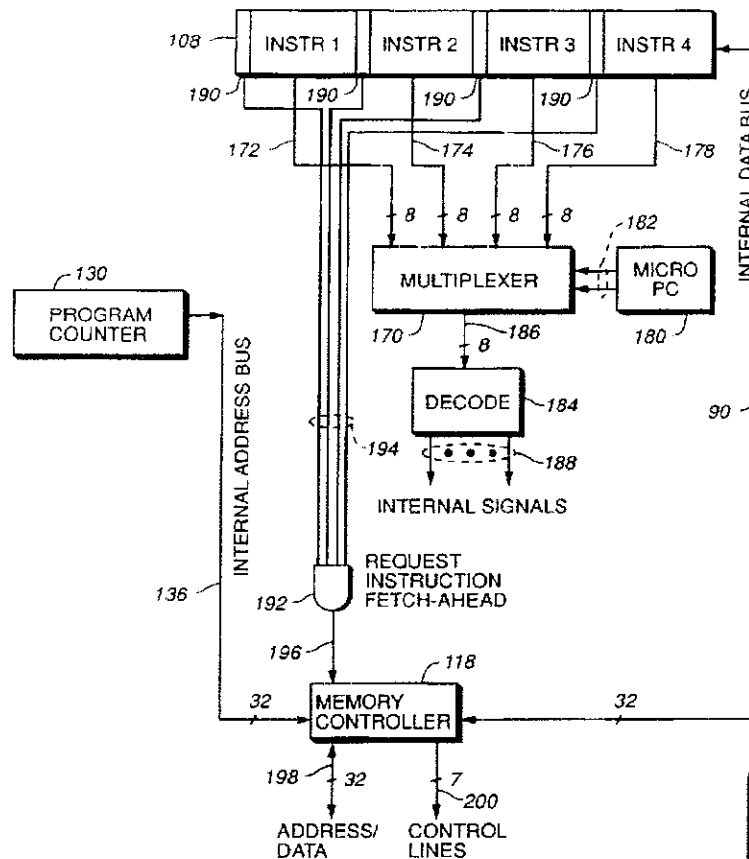 108
INSTR 1
INSTR 2
INSTR 3
INSTR 4
190
190
190
190
172
174
176
178
INTERNAL DATA BUS
8
8
8
8
182
130
PROGRAM
COUNTER
MULTIPLEXER
MICRO
PC
170
186
180
8
DECODE
184
90
INTERNAL ADDRESS BUS
194
188
INTERNAL SIGNALS
REQUEST
INSTRUCTION
FETCH-AHEAD
192
136
196
118
MEMORY
CONTROLLER
32
32
198
32
7
200
ADDRESS/
DATA
CONTROL
LINES